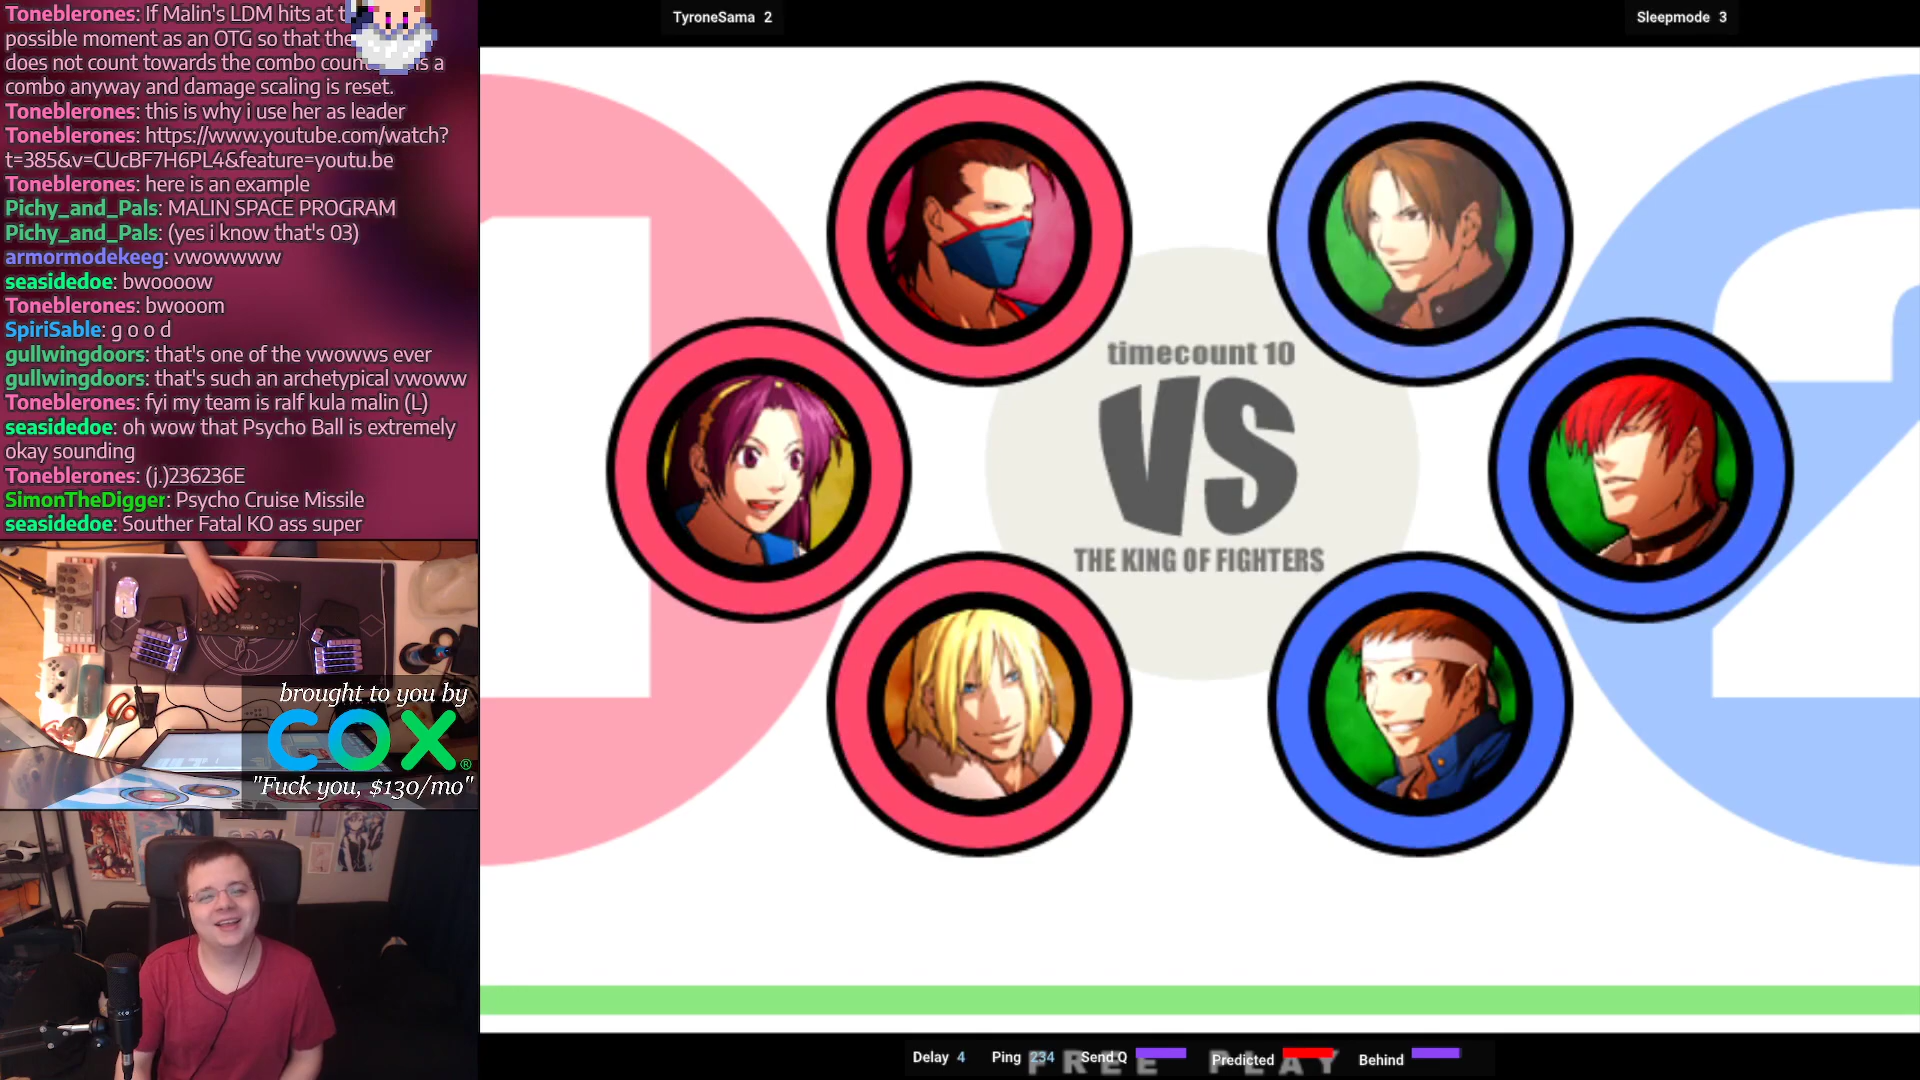 Toneblerones: If Malin's LDM hits at t
possible moment as an OTG so that the
does not count towards the combo coun s a
combo anyway and damage scaling is reset.
Toneblerones: this is why i use her as leader
Toneblerones: https://www.youtube.com/watch?
t=385&v=CUcBF7H6PL4&feature=youtu.be
Toneblerones: here is an example
Pichy_and_Pals: MALIN SPACE PROGRAM
Pichy_and_Pals: (yes i know that's 03)
armormodekeeg: vwowwww
seasidedoe: bwoooow
Toneblerones: bwooom
SpiriSable: g o o d
gullwingdoors: that's one of the vwowws ever
gullwingdoors: that's such an archetypical vwoww
Toneblerones: fyi my team is ralf kula malin (L)
seasidedoe: oh wow that Psycho Ball is extremely
okay sounding
Toneblerones: (j.)236236E
SimonTheDigger: Psycho Cruise Missile
seasidedoe: Souther Fatal KO ass super
brought to you by
COX®
"Fuck you, $130/mo"
TyroneSama 2
Sleepmode 3
1
2
timecount 10
VS
THE KING OF FIGHTERS
Delay 4 Ping 234 Send Q Predicted Behind
FREE PLAY